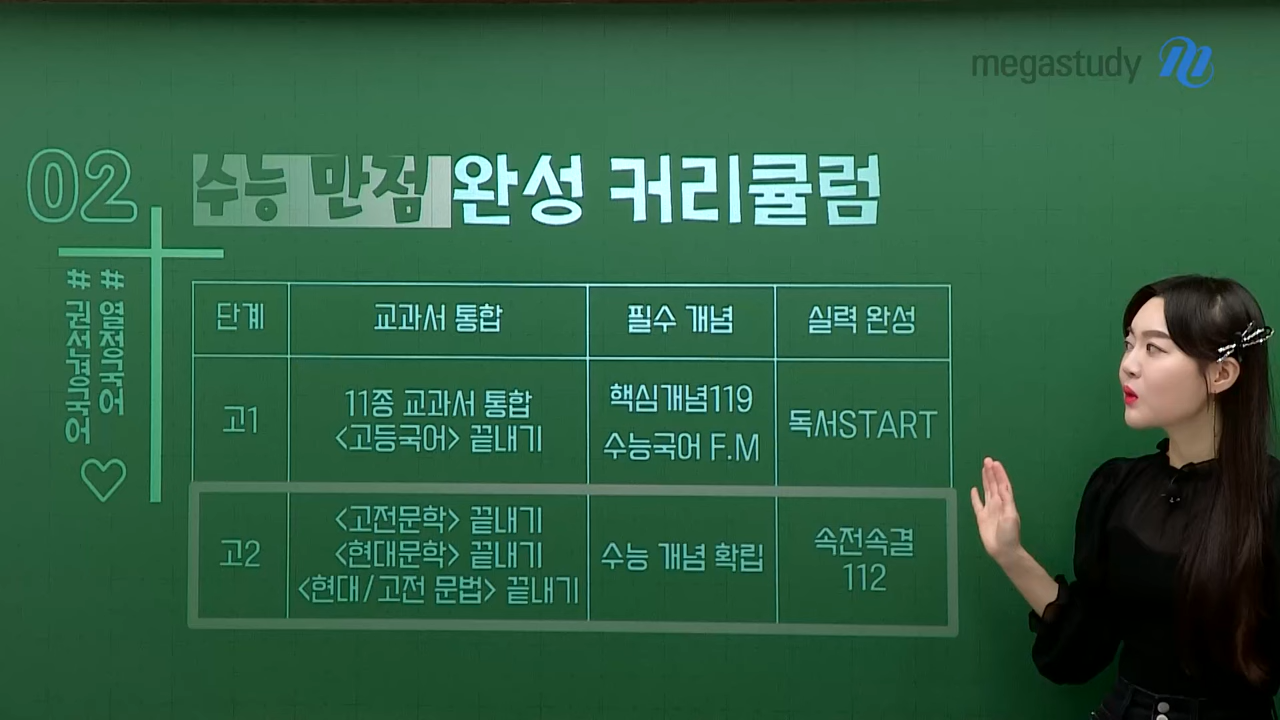 megastudy
02
수능 만점 완성 커리큘럼
#열정국어
#권선경국어
단계 교과서 통합 필수 개념 실력 완성
고1
11종 교과서 통합
<고등국어> 끝내기
핵심개념119
수능국어 F.M
독서START
고2
<고전문학> 끝내기
<현대문학> 끝내기
<현대/고전 문법> 끝내기
수능 개념 확립
속전속결
112